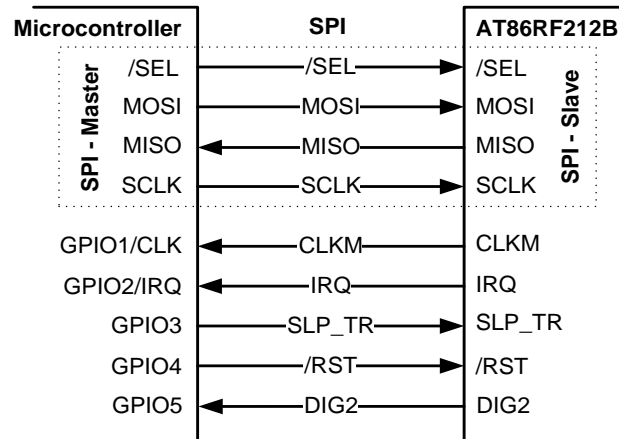 Microcontroller SPI AT86RF212B
SPI - Master
SPI - Slave
/SEL /SEL /SEL
MOSI MOSI MOSI
MISO MISO MISO
SCLK SCLK SCLK
GPIO1/CLK CLKM CLKM
GPIO2/IRQ IRQ IRQ
GPIO3 SLP_TR SLP_TR
GPIO4 /RST /RST
GPIO5 DIG2 DIG2